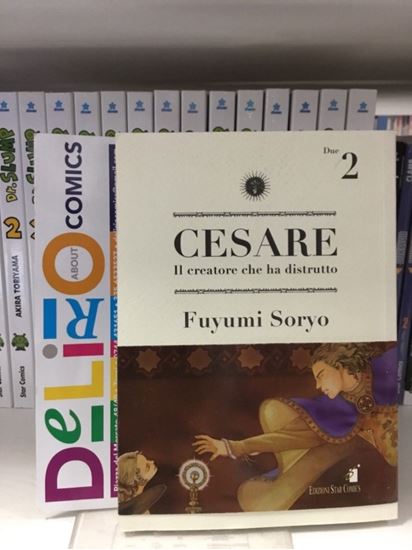 2
DR. SLUMP
AKIRA TORIYAMA
Star Comics
DeLiRiO
ABOUT
COMICS
Due 2
CESARE
Il creatore che ha distrutto
Fuyumi Soryo
EDIZIONI STAR COMICS